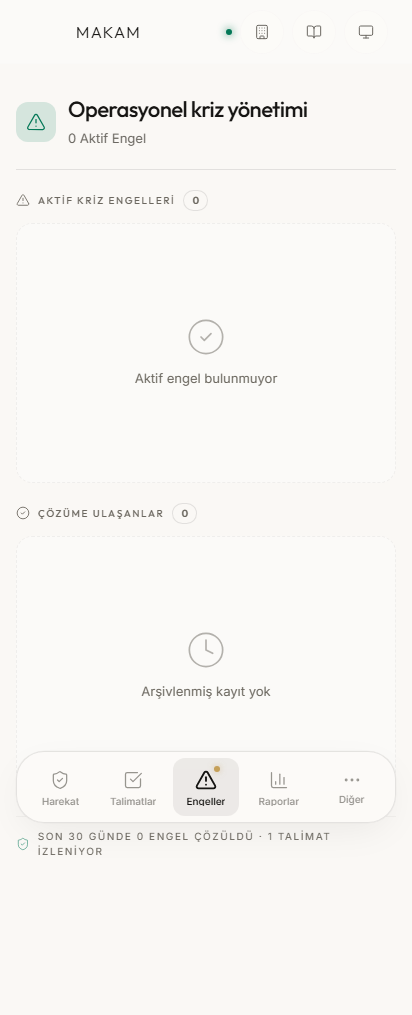 MAKAM
Operasyonel kriz yönetimi
0 Aktif Engel
AKTİF KRİZ ENGELLERİ 0
Aktif engel bulunmuyor
ÇÖZÜME ULAŞANLAR 0
Arşivlenmiş kayıt yok
Harekat Talimatlar Engeller Raporlar Diğer
SON 30 GÜNDE 0 ENGEL ÇÖZÜLDÜ · 1 TALİMAT
İZLENİYOR